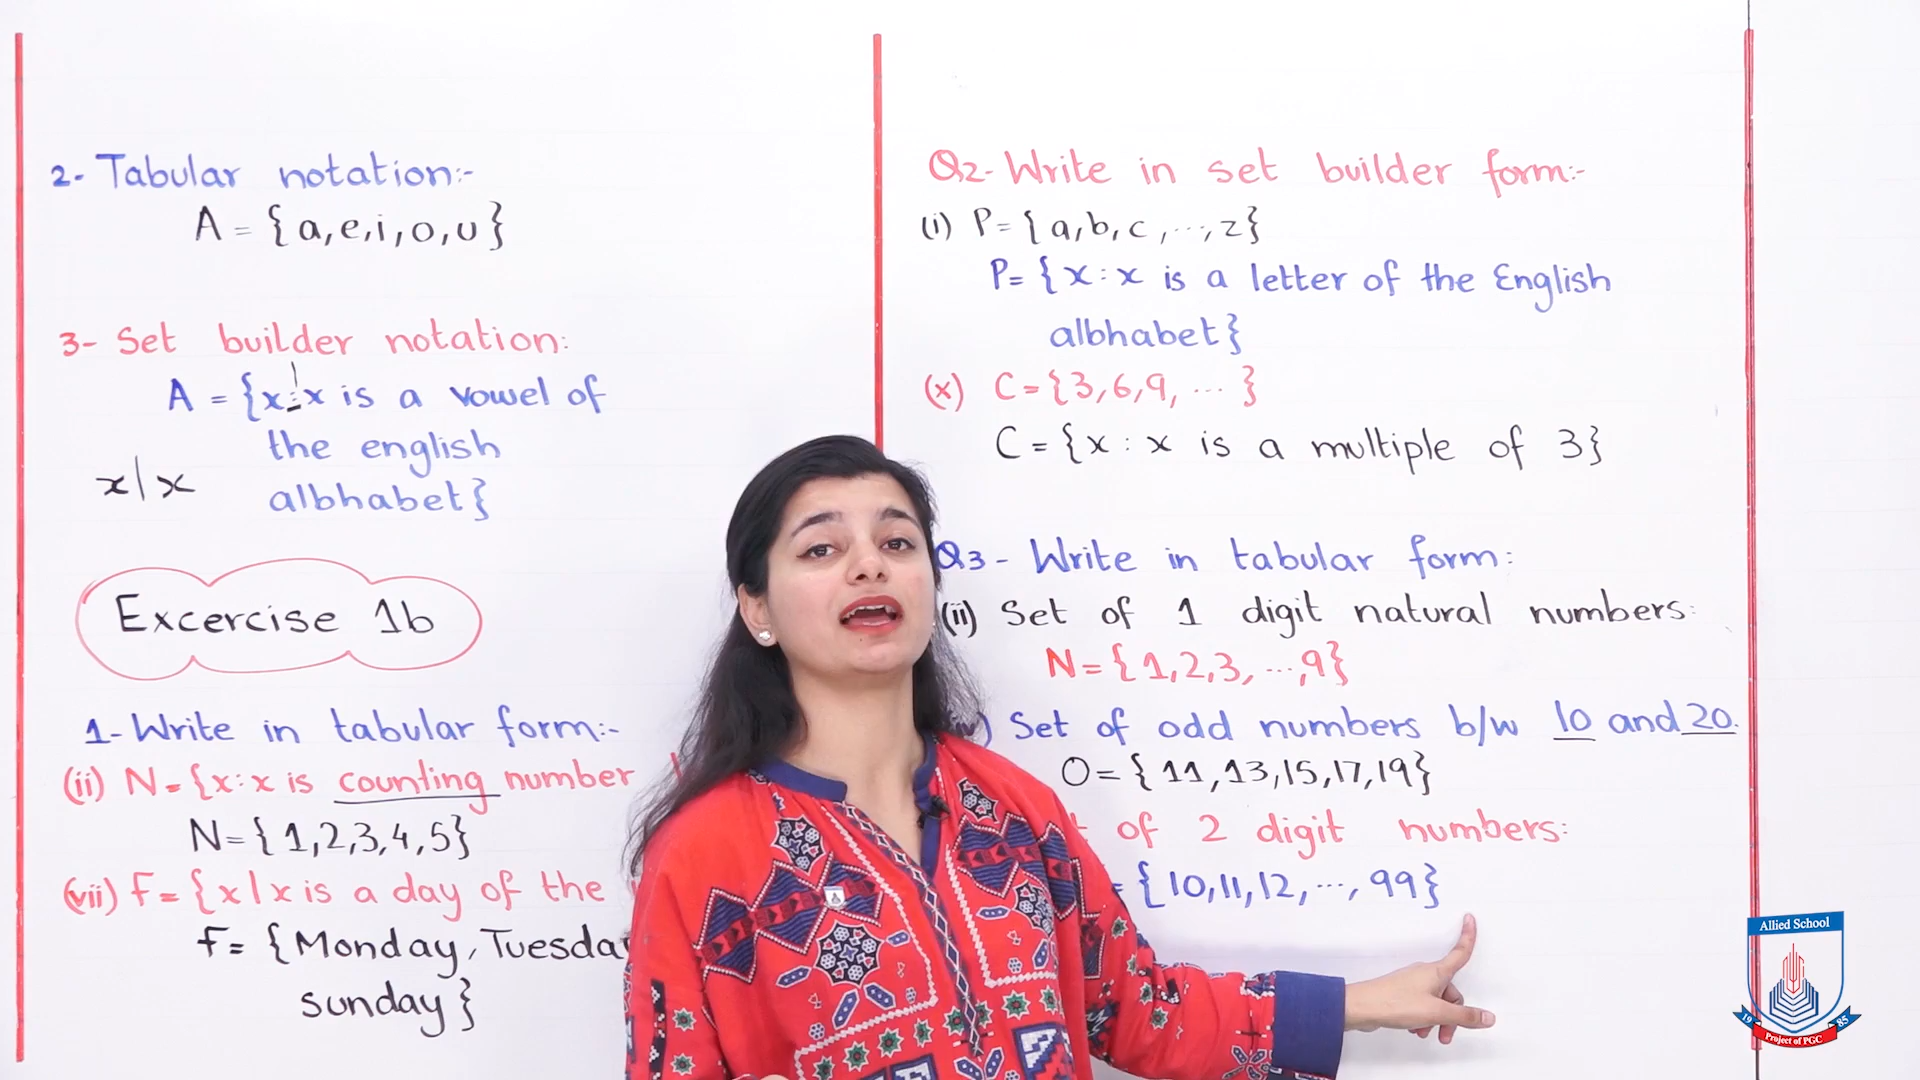 2- Tabular notation:-
A = {a,e,i,o,u}
3- Set builder notation:
A = {x:x is a vowel of
the english
albhabet}
x|x
Excercise 1b
1- Write in tabular form:-
(ii) N = {x:x is counting number
N = {1,2,3,4,5}
(vii) F = {x|x is a day of the
F = {Monday, Tuesday
sunday}
Q2- Write in set builder form:-
(i) P = {a,b,c,...,z}
P = {x:x is a letter of the English
albhabet}
(x) C = {3,6,9, ...}
C = {x : x is a multiple of 3}
Q3- Write in tabular form:
(ii) Set of 1 digit natural numbers:
N = {1,2,3, ...,9}
Set of odd numbers b/w 10 and 20.
O = {11,13,15,17,19}
of 2 digit numbers:
= {10,11,12,..., 99}
Allied School
19 85
Project of PGC